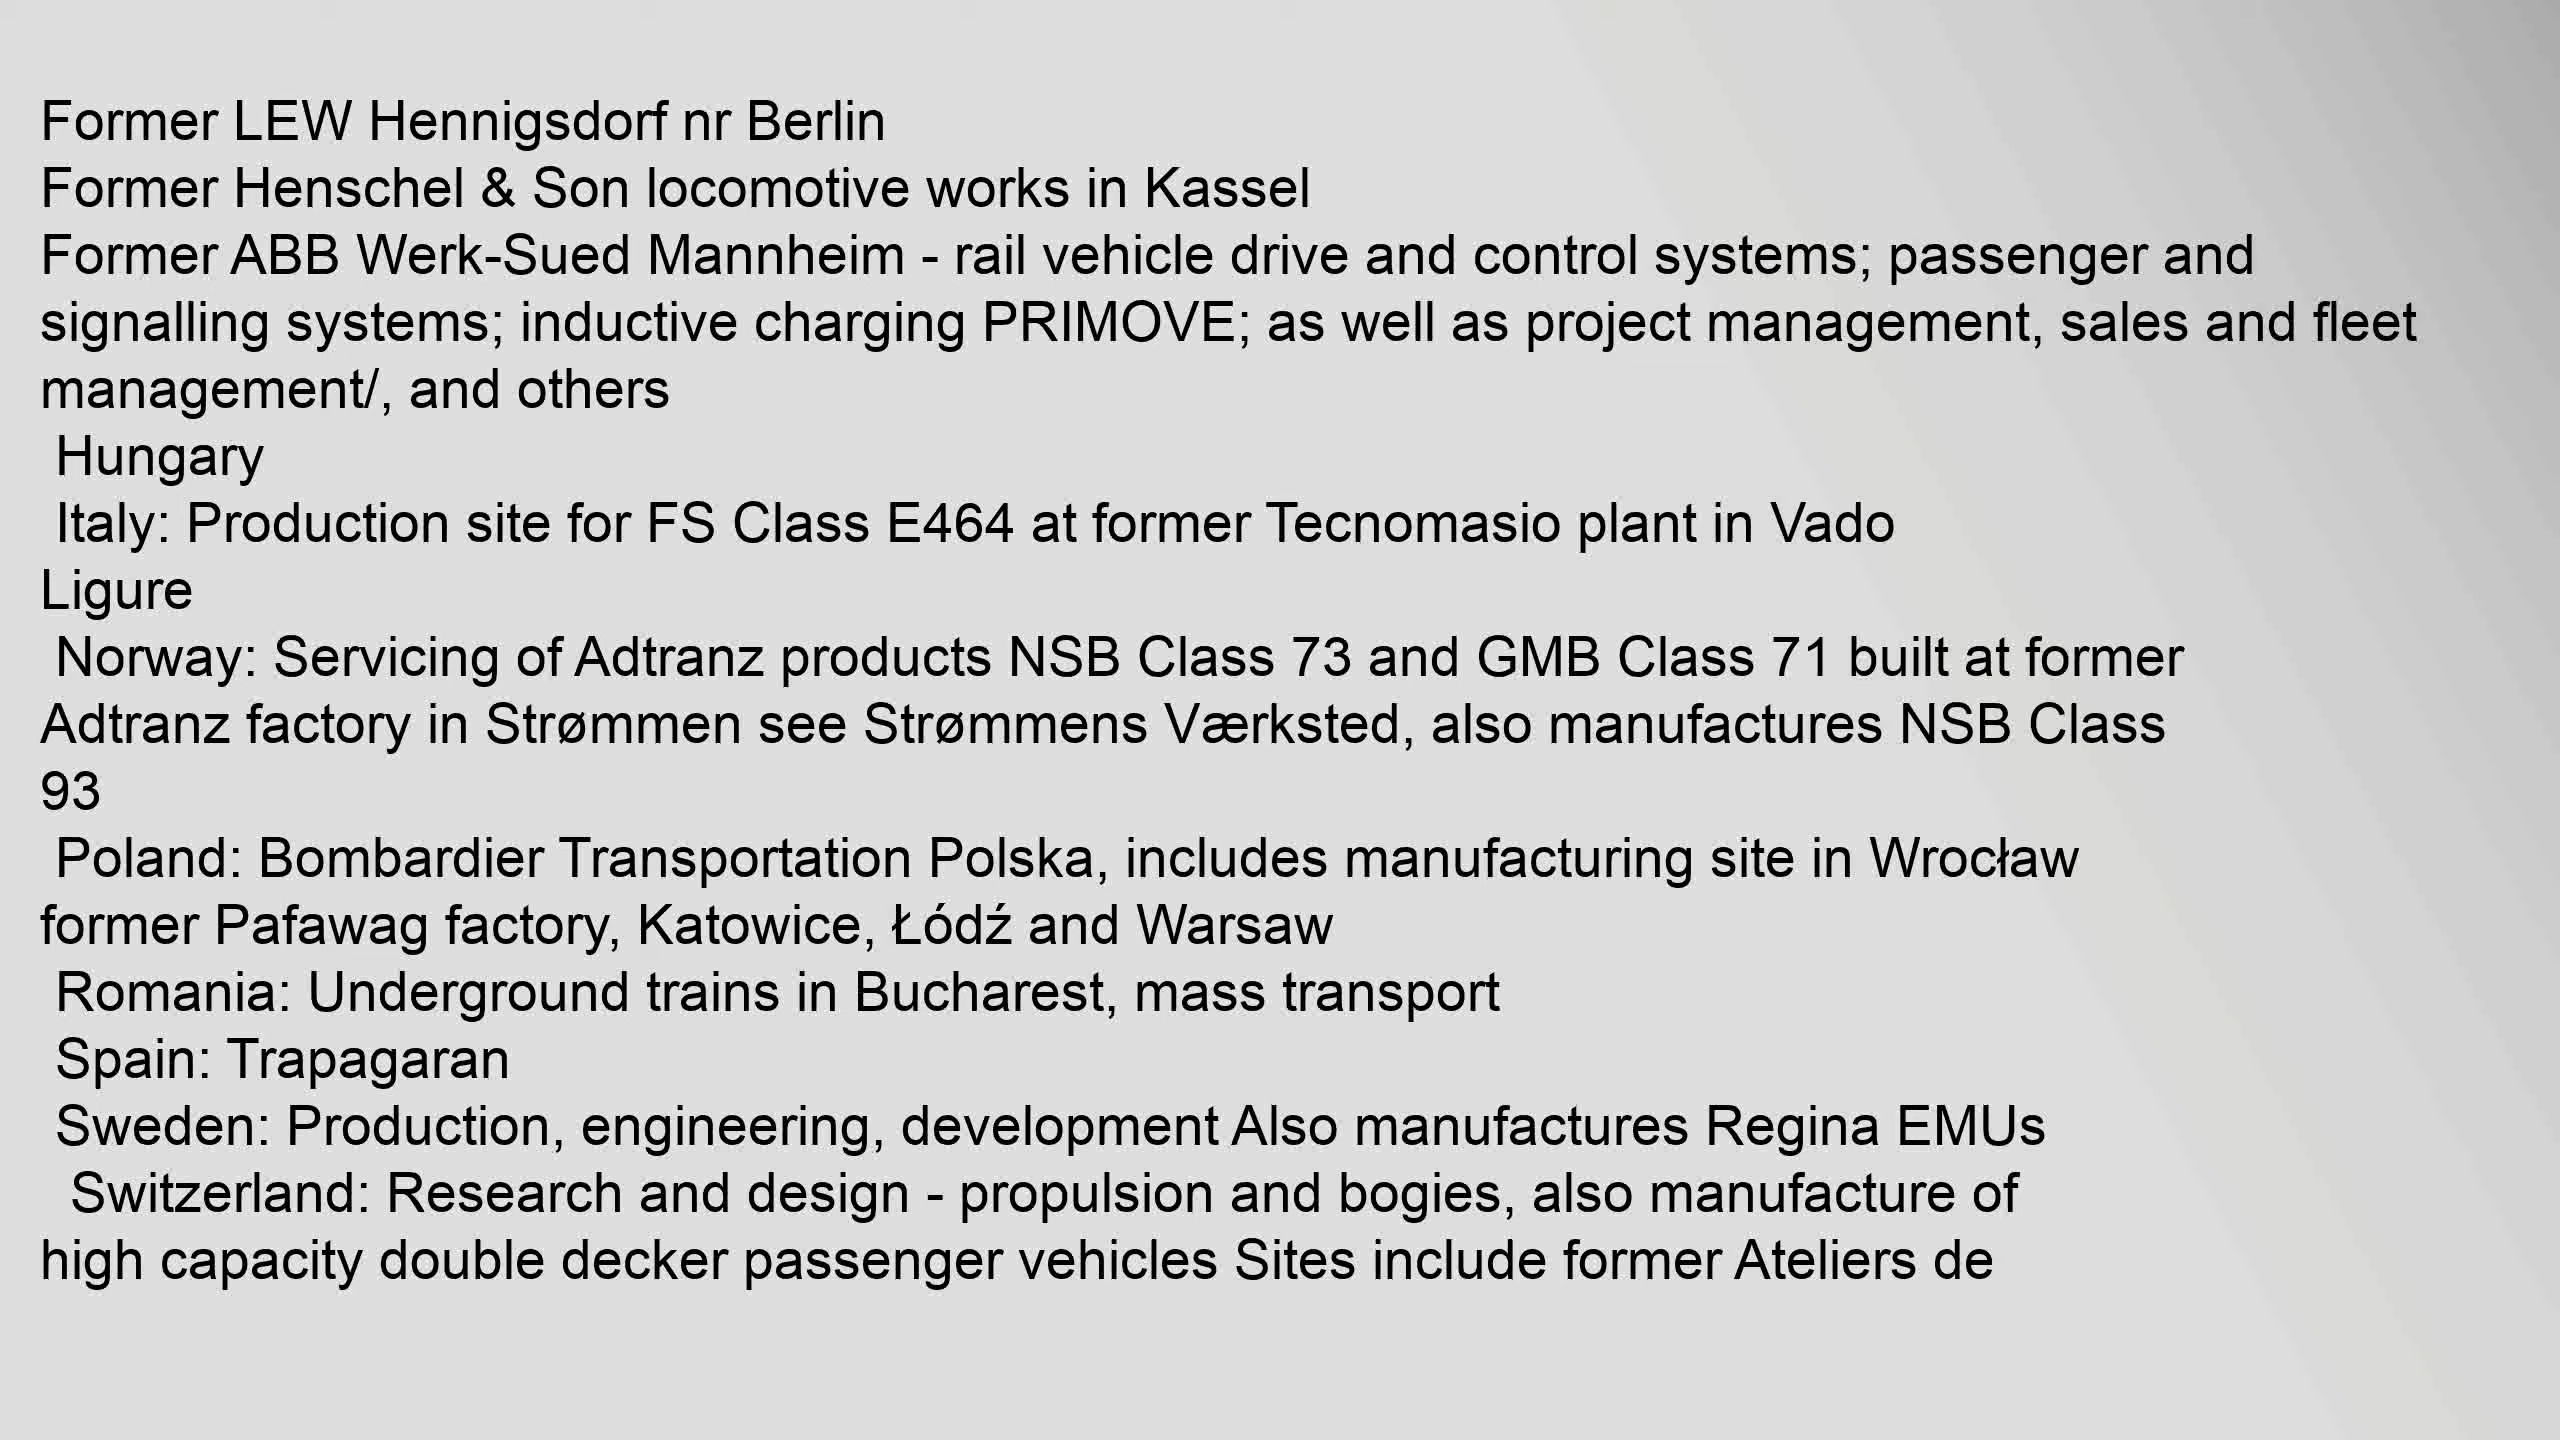 Former LEW Hennigsdorf nr Berlin
Former Henschel & Son locomotive works in Kassel
Former ABB Werk-Sued Mannheim - rail vehicle drive and control systems; passenger and
signalling systems; inductive charging PRIMOVE; as well as project management, sales and fleet
management/, and others
Hungary
Italy: Production site for FS Class E464 at former Tecnomasio plant in Vado
Ligure
Norway: Servicing of Adtranz products NSB Class 73 and GMB Class 71 built at former
Adtranz factory in Strømmen see Strømmens Værksted, also manufactures NSB Class
93
Poland: Bombardier Transportation Polska, includes manufacturing site in Wrocław
former Pafawag factory, Katowice, Łódź and Warsaw
Romania: Underground trains in Bucharest, mass transport
Spain: Trapagaran
Sweden: Production, engineering, development Also manufactures Regina EMUs
Switzerland: Research and design - propulsion and bogies, also manufacture of
high capacity double decker passenger vehicles Sites include former Ateliers de